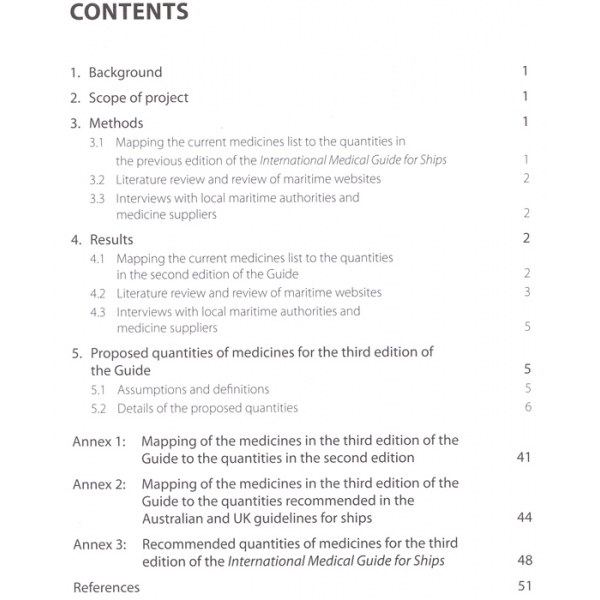 CONTENTS
1. Background 1
2. Scope of project 1
3. Methods 1
3.1 Mapping the current medicines list to the quantities in
the previous edition of the International Medical Guide for Ships 1
3.2 Literature review and review of maritime websites 2
3.3 Interviews with local maritime authorities and
medicine suppliers 2
4. Results 2
4.1 Mapping the current medicines list to the quantities
in the second edition of the Guide 2
4.2 Literature review and review of maritime websites 3
4.3 Interviews with local maritime authorities and
medicine suppliers 5
5. Proposed quantities of medicines for the third edition of
the Guide 5
5.1 Assumptions and definitions 5
5.2 Details of the proposed quantities 6
Annex 1: Mapping of the medicines in the third edition of the
Guide to the quantities in the second edition 41
Annex 2: Mapping of the medicines in the third edition of the
Guide to the quantities recommended in the
Australian and UK guidelines for ships 44
Annex 3: Recommended quantities of medicines for the third
edition of the International Medical Guide for Ships 48
References 51